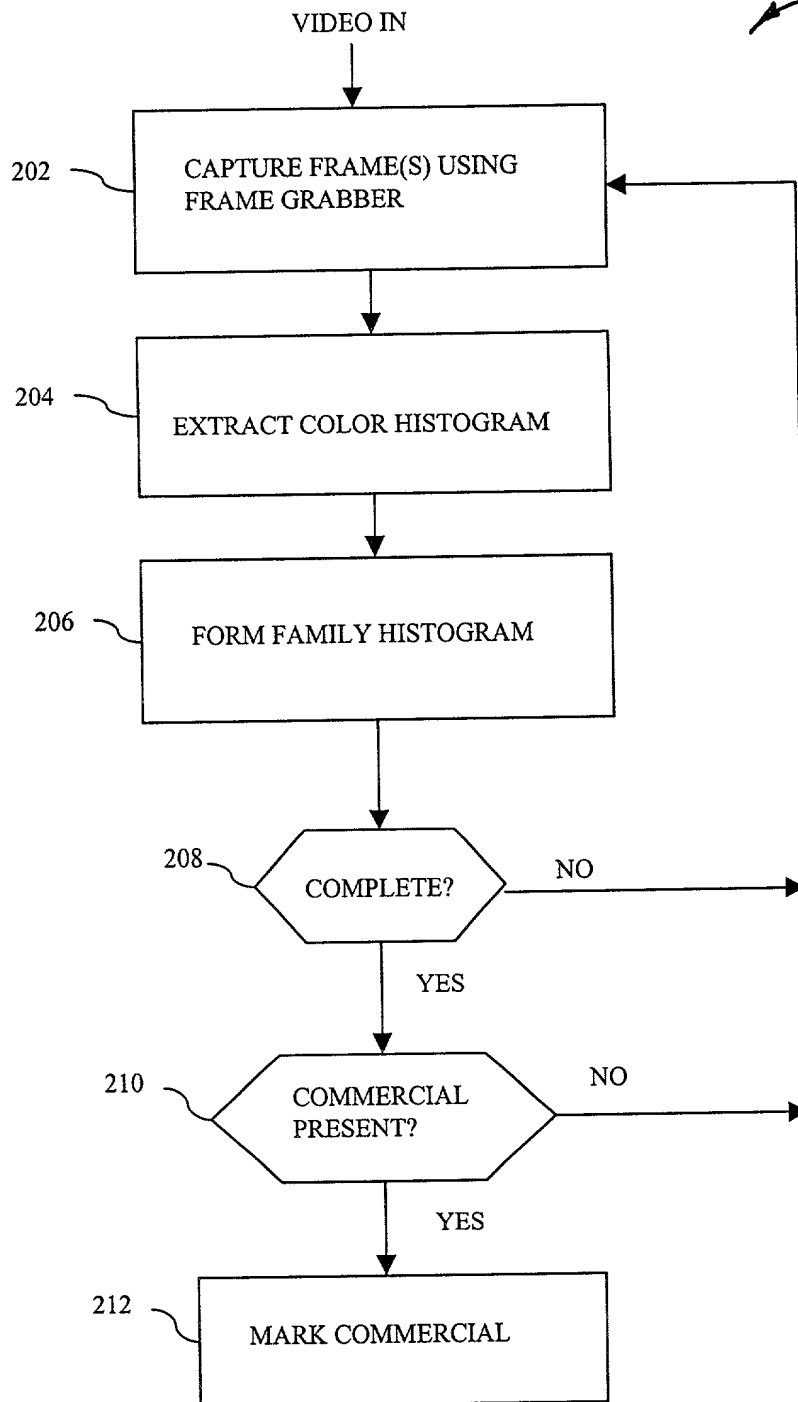 VIDEO IN
202
CAPTURE FRAME(S) USING
FRAME GRABBER
204
EXTRACT COLOR HISTOGRAM
206
FORM FAMILY HISTOGRAM
208
COMPLETE?
NO
YES
210
COMMERCIAL
PRESENT?
NO
YES
212
MARK COMMERCIAL